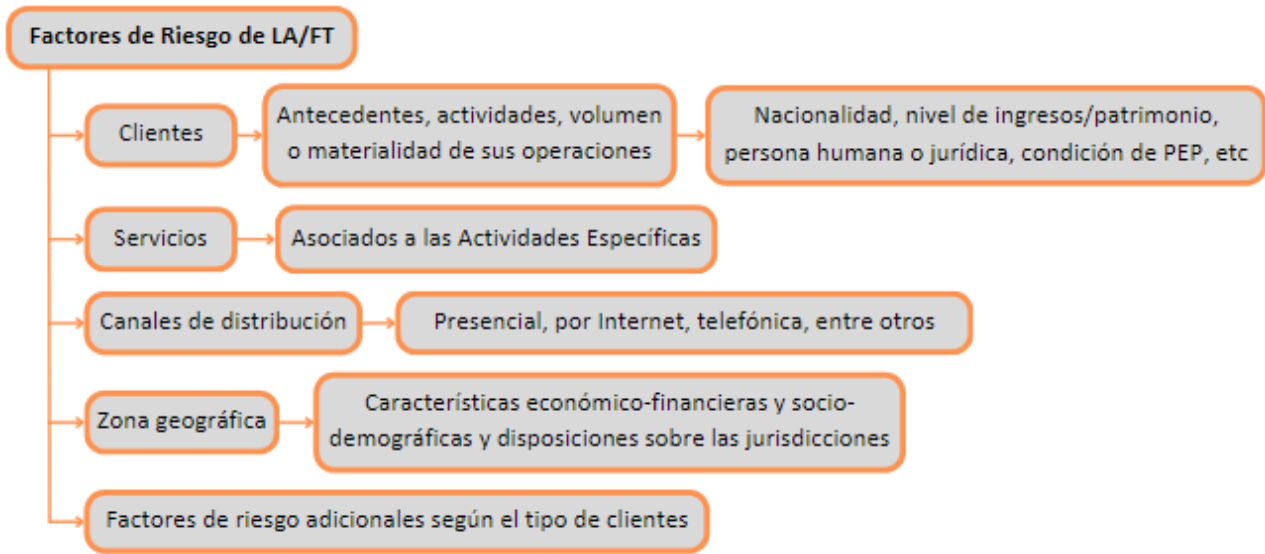 Factores de Riesgo de LA/FT
Clientes
Antecedentes, actividades, volumen
o materialidad de sus operaciones
Nacionalidad, nivel de ingresos/patrimonio,
persona humana o jurídica, condición de PEP, etc
Servicios
Asociados a las Actividades Específicas
Canales de distribución
Presencial, por Internet, telefónica, entre otros
Zona geográfica
Características económico-financieras y socio-
demográficas y disposiciones sobre las jurisdicciones
Factores de riesgo adicionales según el tipo de clientes